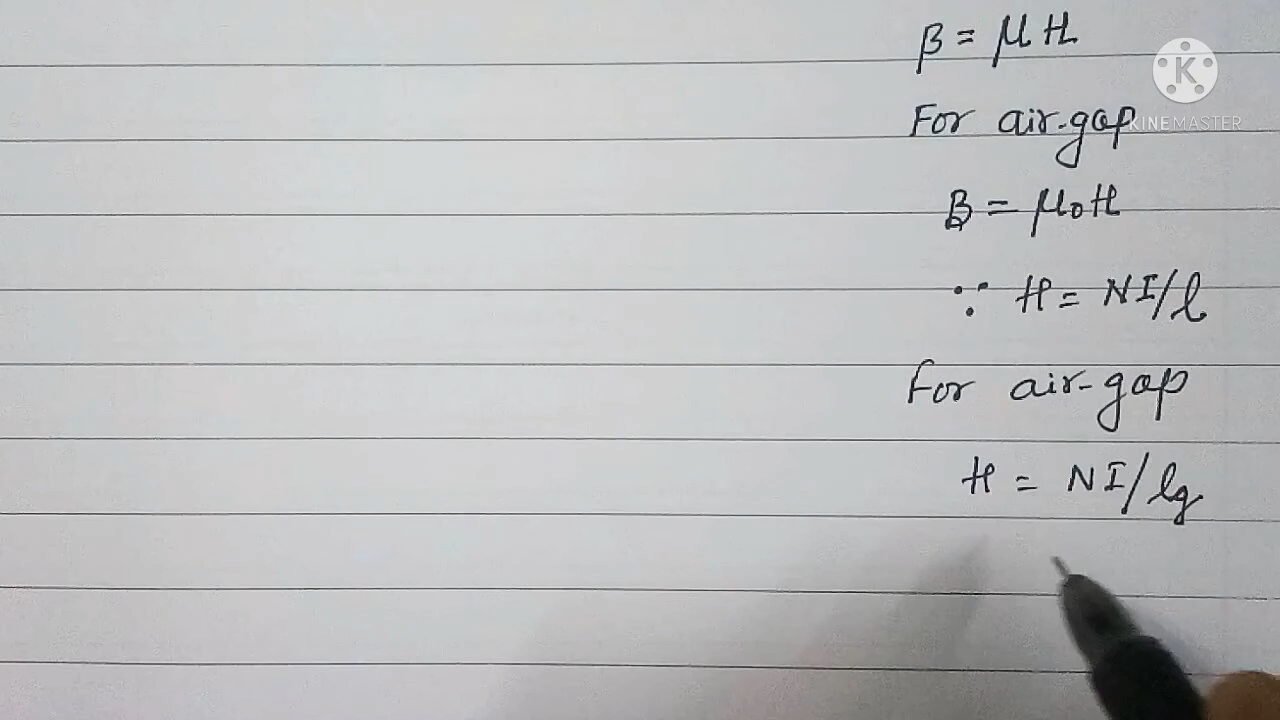 β = μH
K
For air-gap
KINEMASTER
B = μ₀H
∵ H = NI/l
For air-gap
H = NI/lg